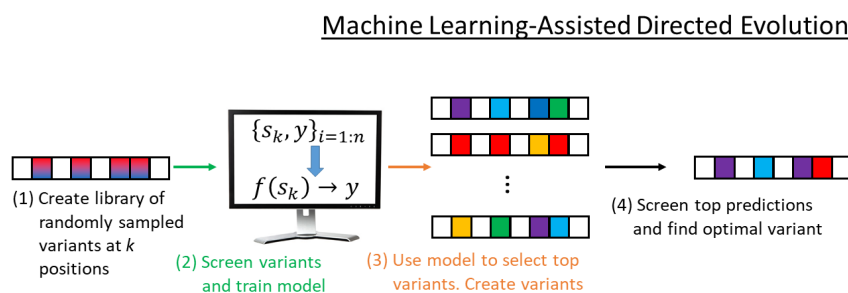 Machine Learning-Assisted Directed Evolution
{s_k, y}_{i=1:n}
f(s_k) → y
⋮
(1) Create library of
randomly sampled
variants at k
positions
(2) Screen variants
and train model
(3) Use model to select top
variants. Create variants
(4) Screen top predictions
and find optimal variant